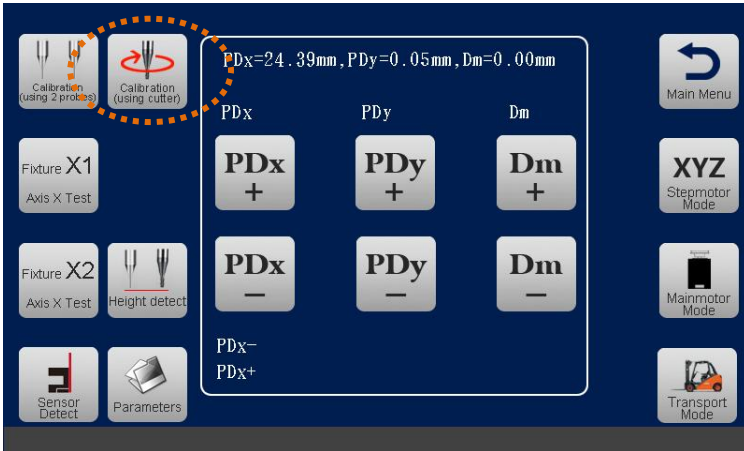 Calibration
(using 2 probes)
Calibration
(using cutter)
PDx=24.39mm,PDy=0.05mm,Dm=0.00mm
Main Menu
PDx
PDy
Dm
Fixture X1
Axis X Test
PDx
+
PDy
+
Dm
+
XYZ
Stepmotor
Mode
Fixture X2
Axis X Test
Height detect
PDx
−
PDy
−
Dm
−
Mainmotor
Mode
PDx−
PDx+
Sensor
Detect
Parameters
Transport
Mode